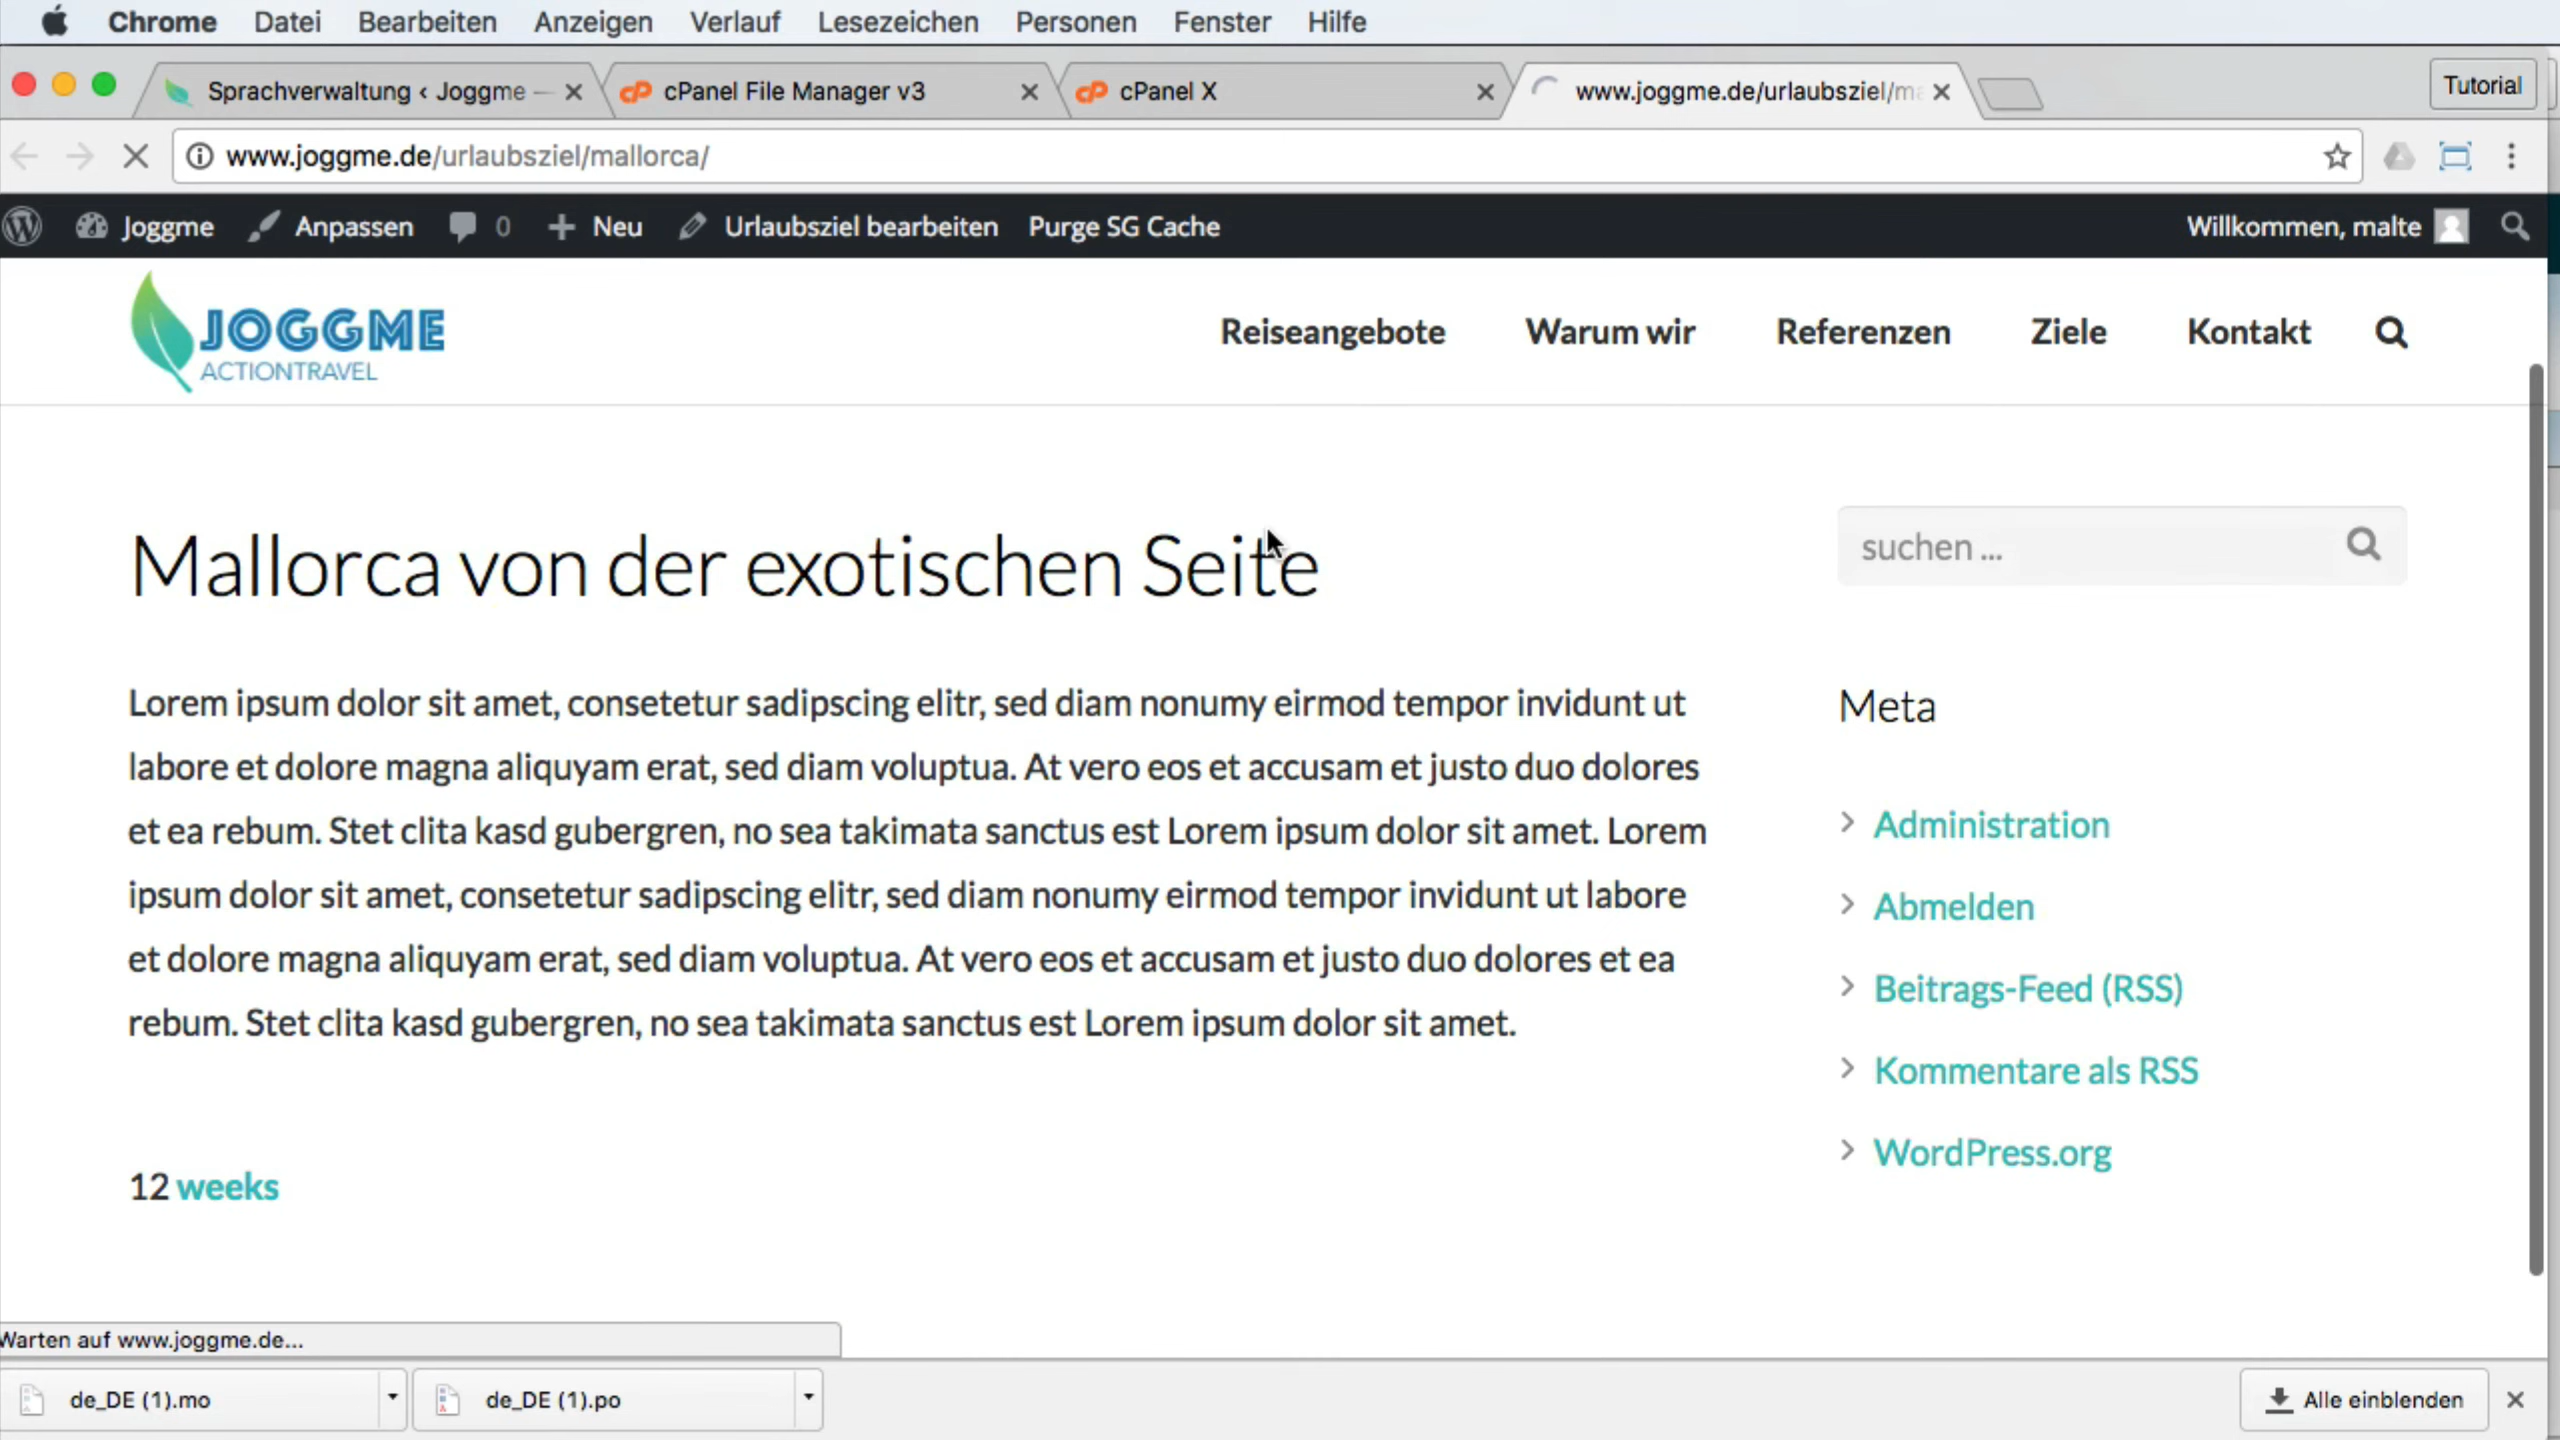 Chrome Datei Bearbeiten Anzeigen Verlauf Lesezeichen Personen Fenster Hilfe
Sprachverwaltung ‹ Joggme — cPanel File Manager v3 cPanel X www.joggme.de/urlaubsziel/ma Tutorial
www.joggme.de/urlaubsziel/mallorca/
Joggme Anpassen 0 Neu Urlaubsziel bearbeiten Purge SG Cache Willkommen, malte
JOGGME
ACTIONTRAVEL
Reiseangebote Warum wir Referenzen Ziele Kontakt
Mallorca von der exotischen Seite
Lorem ipsum dolor sit amet, consetetur sadipscing elitr, sed diam nonumy eirmod tempor invidunt ut
labore et dolore magna aliquyam erat, sed diam voluptua. At vero eos et accusam et justo duo dolores
et ea rebum. Stet clita kasd gubergren, no sea takimata sanctus est Lorem ipsum dolor sit amet. Lorem
ipsum dolor sit amet, consetetur sadipscing elitr, sed diam nonumy eirmod tempor invidunt ut labore
et dolore magna aliquyam erat, sed diam voluptua. At vero eos et accusam et justo duo dolores et ea
rebum. Stet clita kasd gubergren, no sea takimata sanctus est Lorem ipsum dolor sit amet.
12 weeks
suchen ...
Meta
Administration
Abmelden
Beitrags-Feed (RSS)
Kommentare als RSS
WordPress.org
Warten auf www.joggme.de...
de_DE (1).mo de_DE (1).po Alle einblenden